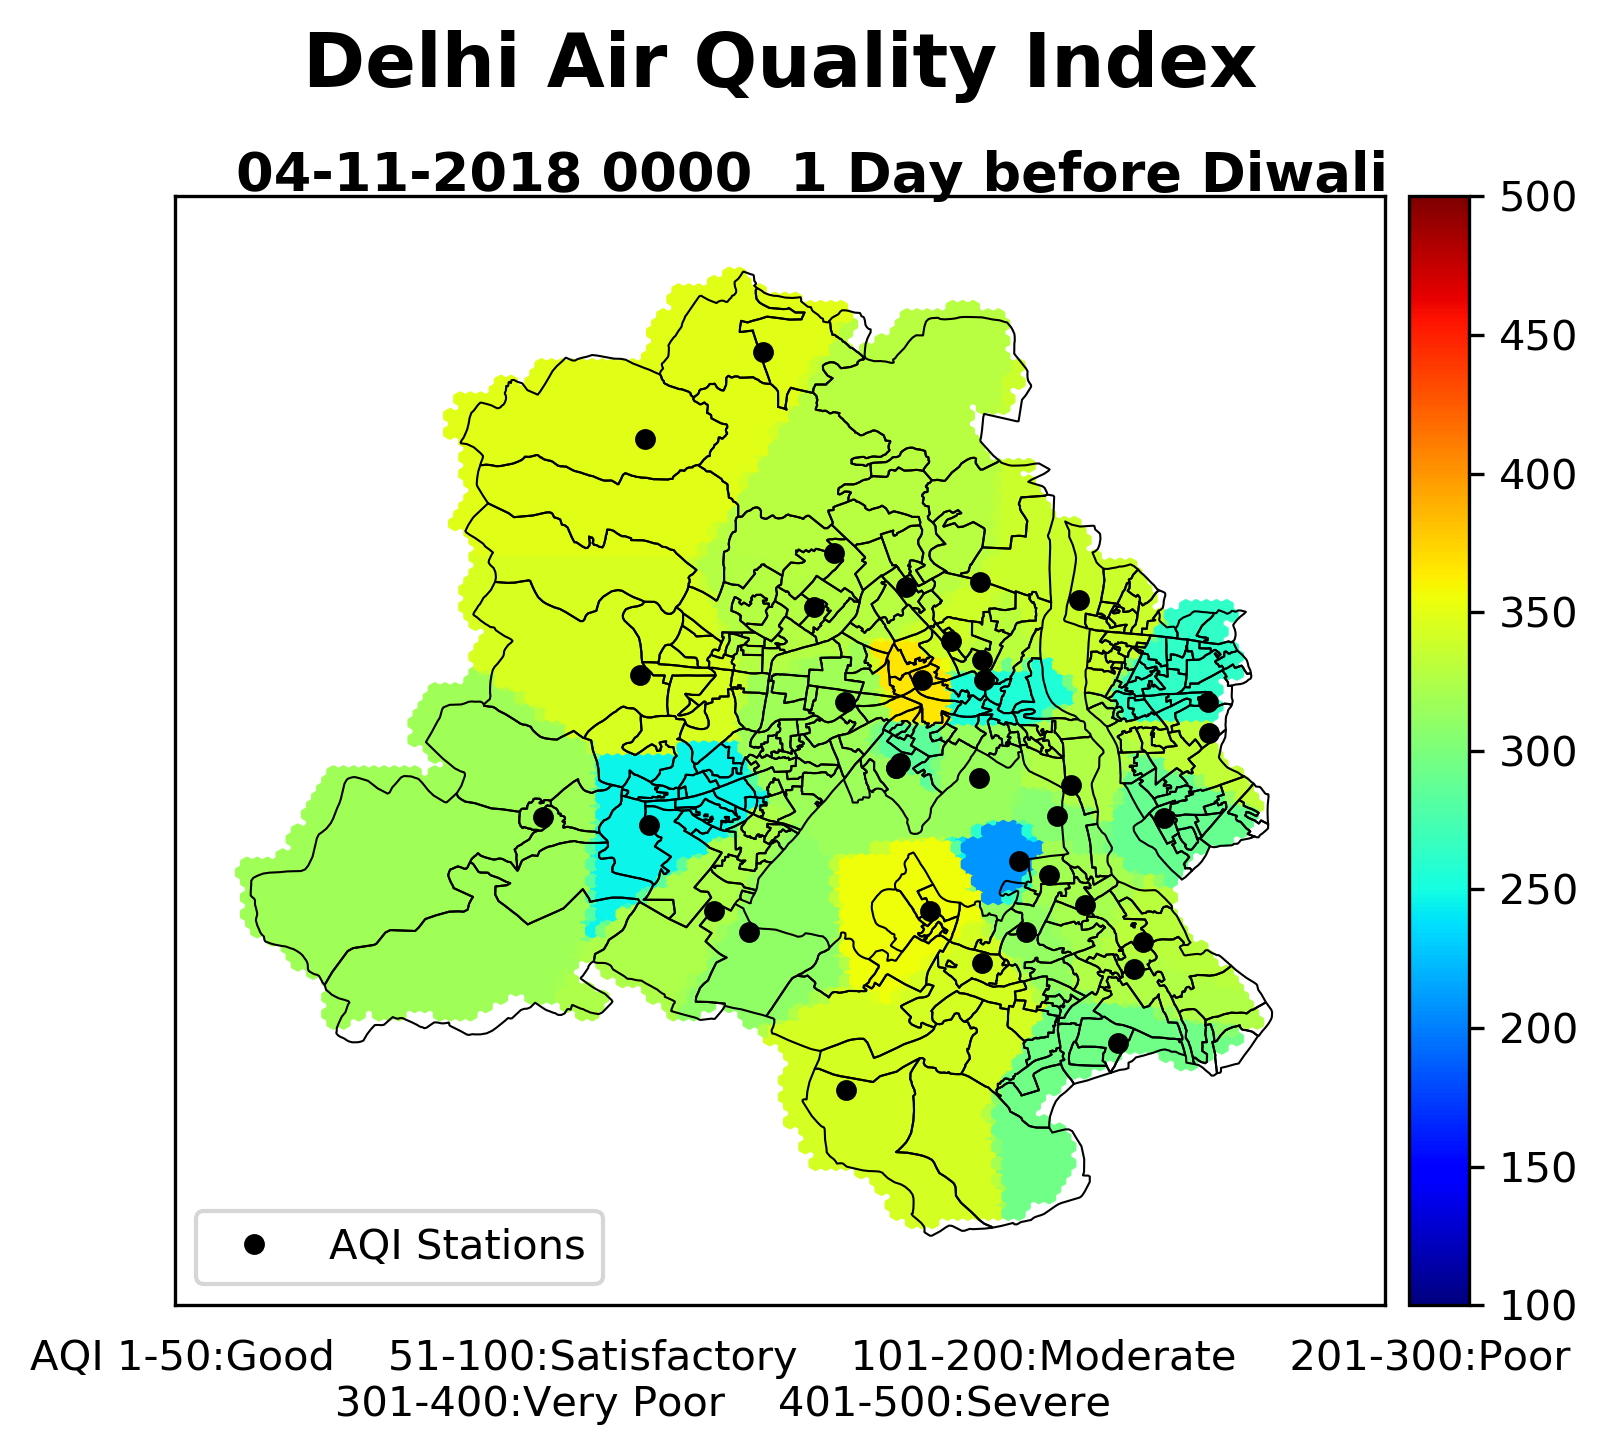 Delhi Air Quality Index
04-11-2018 0000  1 Day before Diwali
500
450
400
350
300
250
200
150
100
AQI Stations
AQI 1-50:Good    51-100:Satisfactory    101-200:Moderate    201-300:Poor
301-400:Very Poor    401-500:Severe